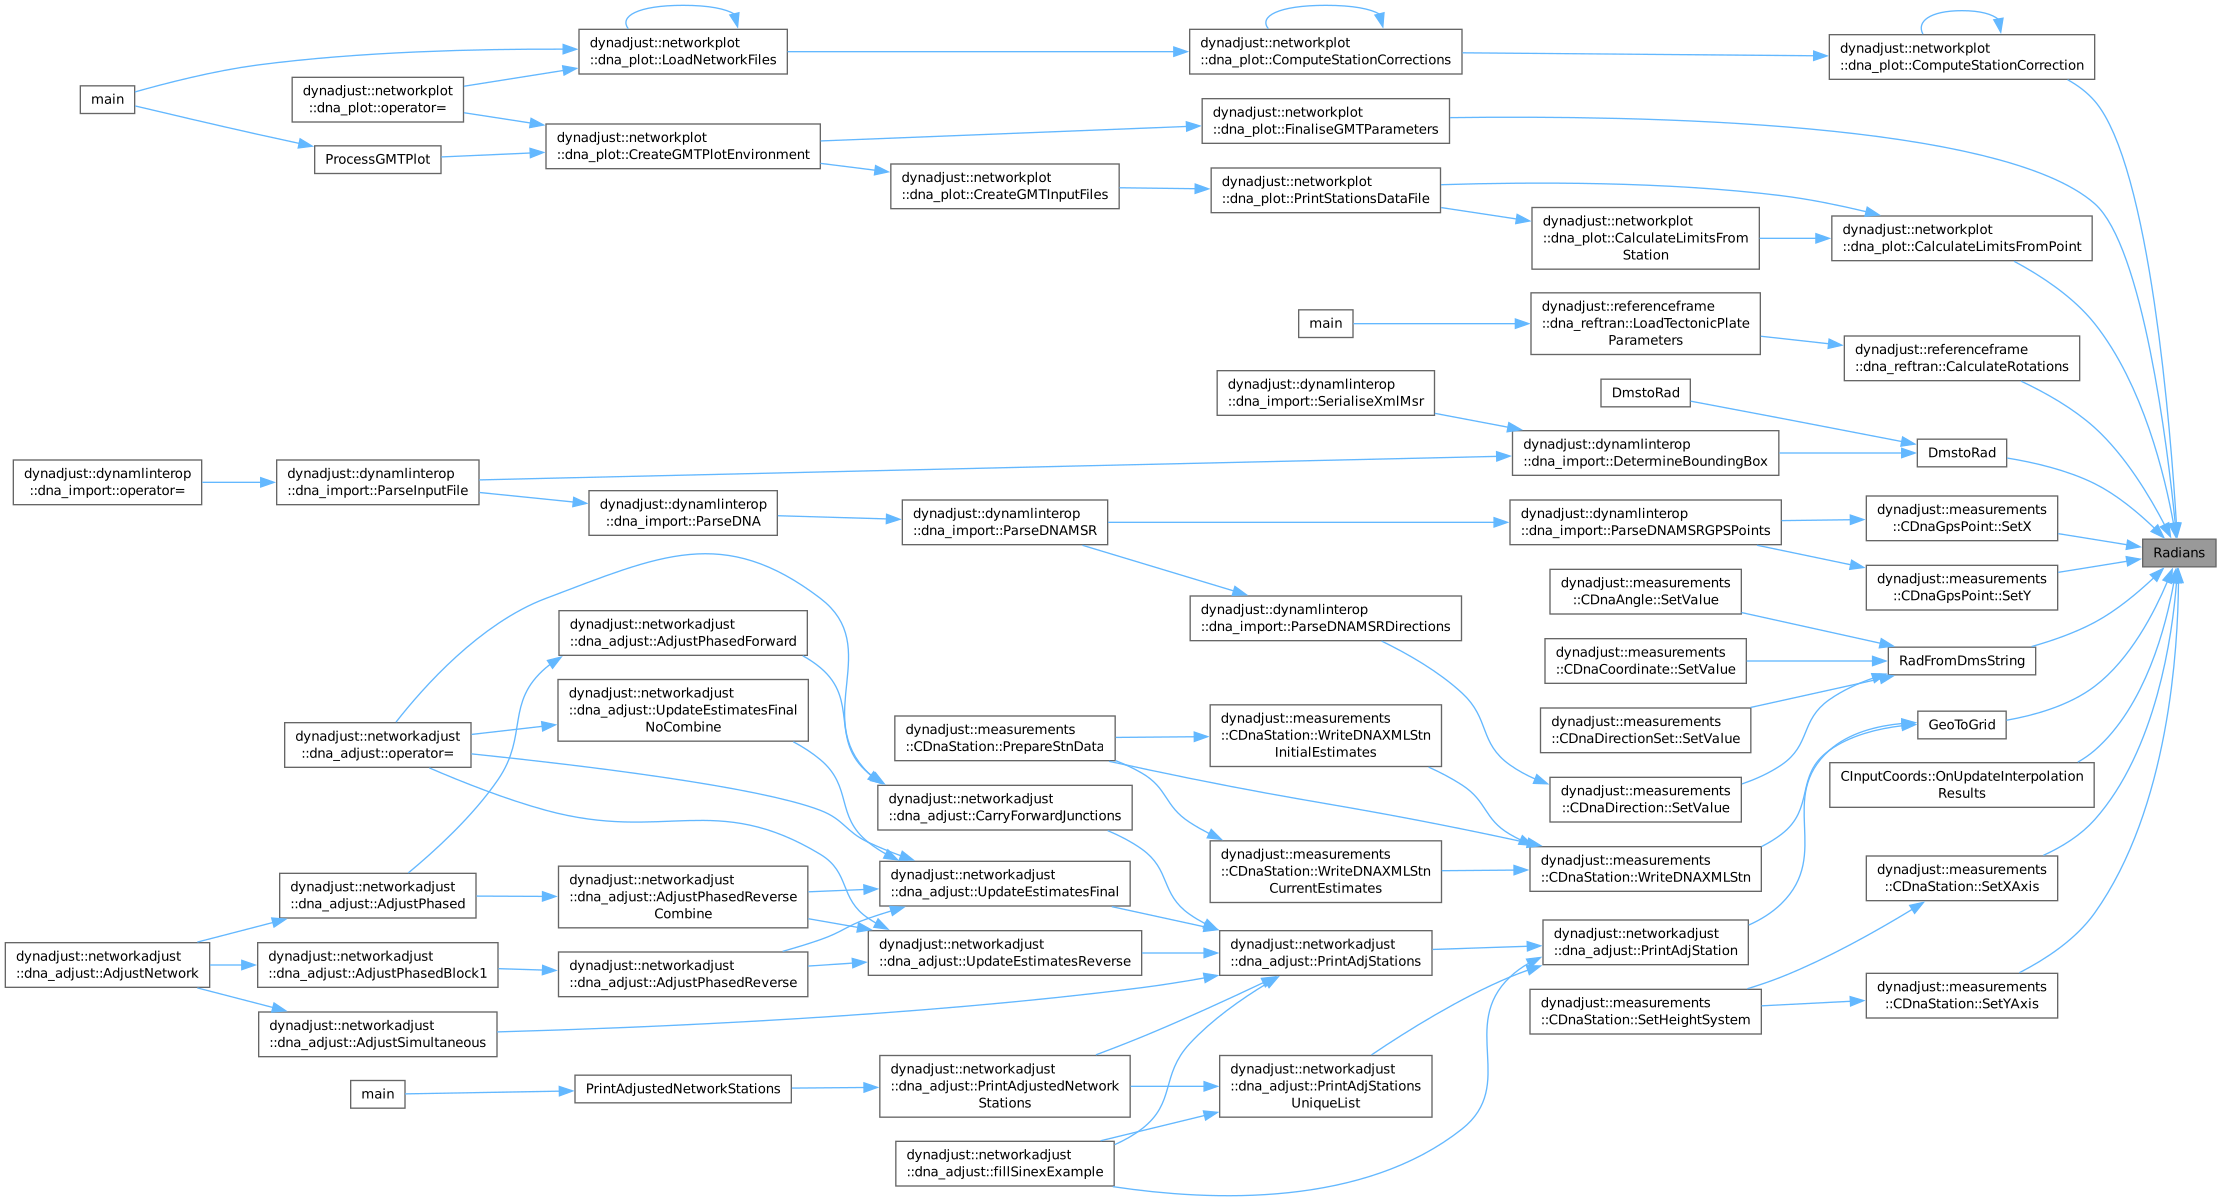 dynadjust::networkplot
::dna_plot::LoadNetworkFiles
dynadjust::networkplot
::dna_plot::ComputeStationCorrections
dynadjust::networkplot
::dna_plot::ComputeStationCorrection
main
dynadjust::networkplot
::dna_plot::operator=
dynadjust::networkplot
::dna_plot::FinaliseGMTParameters
ProcessGMTPlot
dynadjust::networkplot
::dna_plot::CreateGMTPlotEnvironment
dynadjust::networkplot
::dna_plot::CreateGMTInputFiles
dynadjust::networkplot
::dna_plot::PrintStationsDataFile
dynadjust::networkplot
::dna_plot::CalculateLimitsFrom
Station
dynadjust::networkplot
::dna_plot::CalculateLimitsFromPoint
main
dynadjust::referenceframe
::dna_reftran::LoadTectonicPlate
Parameters
dynadjust::referenceframe
::dna_reftran::CalculateRotations
dynadjust::dynamlinterop
::dna_import::SerialiseXmlMsr
DmstoRad
dynadjust::dynamlinterop
::dna_import::DetermineBoundingBox
DmstoRad
dynadjust::dynamlinterop
::dna_import::operator=
dynadjust::dynamlinterop
::dna_import::ParseInputFile
dynadjust::dynamlinterop
::dna_import::ParseDNA
dynadjust::dynamlinterop
::dna_import::ParseDNAMSR
dynadjust::dynamlinterop
::dna_import::ParseDNAMSRGPSPoints
dynadjust::measurements
::CDnaGpsPoint::SetX
Radians
dynadjust::measurements
::CDnaGpsPoint::SetY
dynadjust::measurements
::CDnaAngle::SetValue
dynadjust::dynamlinterop
::dna_import::ParseDNAMSRDirections
dynadjust::networkadjust
::dna_adjust::AdjustPhasedForward
dynadjust::measurements
::CDnaCoordinate::SetValue
RadFromDmsString
dynadjust::networkadjust
::dna_adjust::UpdateEstimatesFinal
NoCombine
dynadjust::networkadjust
::dna_adjust::operator=
dynadjust::measurements
::CDnaStation::PrepareStnData
dynadjust::measurements
::CDnaStation::WriteDNAXMLStn
InitialEstimates
dynadjust::measurements
::CDnaDirectionSet::SetValue
GeoToGrid
CInputCoords::OnUpdateInterpolation
Results
dynadjust::measurements
::CDnaDirection::SetValue
dynadjust::networkadjust
::dna_adjust::CarryForwardJunctions
dynadjust::measurements
::CDnaStation::WriteDNAXMLStn
CurrentEstimates
dynadjust::measurements
::CDnaStation::WriteDNAXMLStn
dynadjust::measurements
::CDnaStation::SetXAxis
dynadjust::networkadjust
::dna_adjust::AdjustPhased
dynadjust::networkadjust
::dna_adjust::AdjustPhasedReverse
Combine
dynadjust::networkadjust
::dna_adjust::UpdateEstimatesFinal
dynadjust::networkadjust
::dna_adjust::AdjustNetwork
dynadjust::networkadjust
::dna_adjust::AdjustPhasedBlock1
dynadjust::networkadjust
::dna_adjust::AdjustPhasedReverse
dynadjust::networkadjust
::dna_adjust::UpdateEstimatesReverse
dynadjust::networkadjust
::dna_adjust::PrintAdjStations
dynadjust::networkadjust
::dna_adjust::PrintAdjStation
dynadjust::measurements
::CDnaStation::SetYAxis
dynadjust::measurements
::CDnaStation::SetHeightSystem
dynadjust::networkadjust
::dna_adjust::AdjustSimultaneous
main
PrintAdjustedNetworkStations
dynadjust::networkadjust
::dna_adjust::PrintAdjustedNetwork
Stations
dynadjust::networkadjust
::dna_adjust::PrintAdjStations
UniqueList
dynadjust::networkadjust
::dna_adjust::fillSinexExample